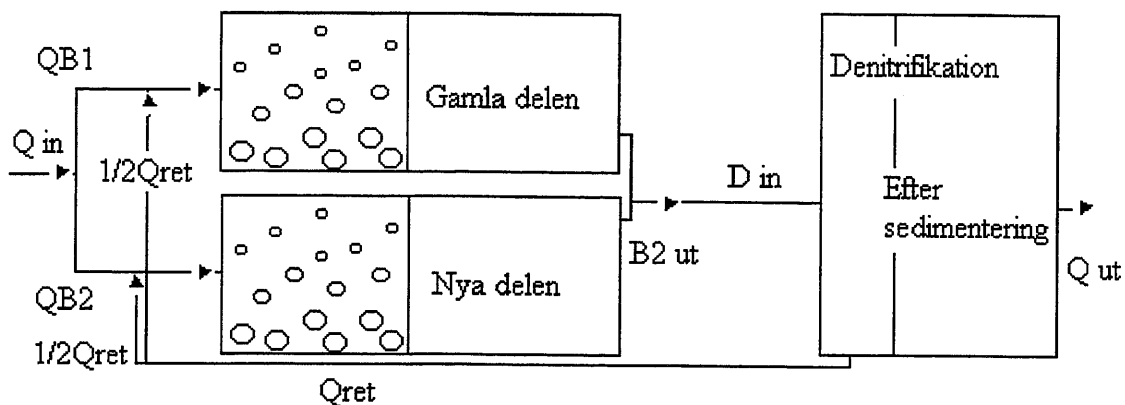 QB1
Q in
1/2Qret
QB2
1/2Qret
Qret
Gamla delen
Nya delen
B2 ut
D in
Denitrifikation
Efter
sedimentering
Q ut